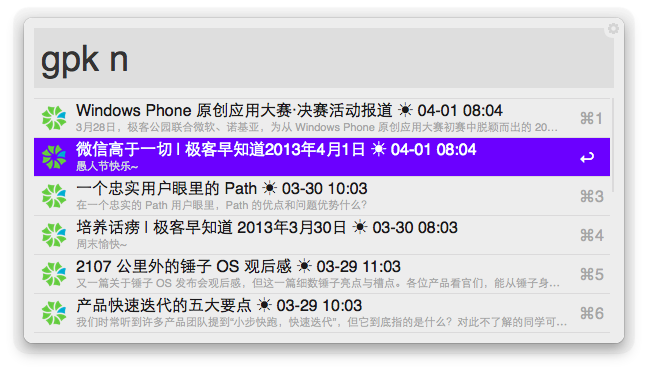 gpk n
Windows Phone 原创应用大赛·决赛活动报道 ☀ 04-01 08:04 ⌘1
3月28日，极客公园联合微软、诺基亚，为从 Windows Phone 原创应用大赛初赛中脱颖而出的 20…
微信高于一切 | 极客早知道2013年4月1日 ☀ 04-01 08:04
愚人节快乐~
一个忠实用户眼里的 Path ☀ 03-30 10:03 ⌘3
在一个忠实的 Path 用户眼里，Path 的优点和问题优势什么？
培养话痨 | 极客早知道 2013年3月30日 ☀ 03-30 08:03 ⌘4
周末愉快~
2107 公里外的锤子 OS 观后感 ☀ 03-29 11:03 ⌘5
又一篇关于锤子 OS 发布会观后感，但这一篇细数锤子亮点与槽点。各位产品看官们，能从锤子身…
产品快速迭代的五大要点 ☀ 03-29 10:03 ⌘6
我们时常听到许多产品团队提到“小步快跑，快速迭代”，但它到底指的是什么？对此不了解的同学可…